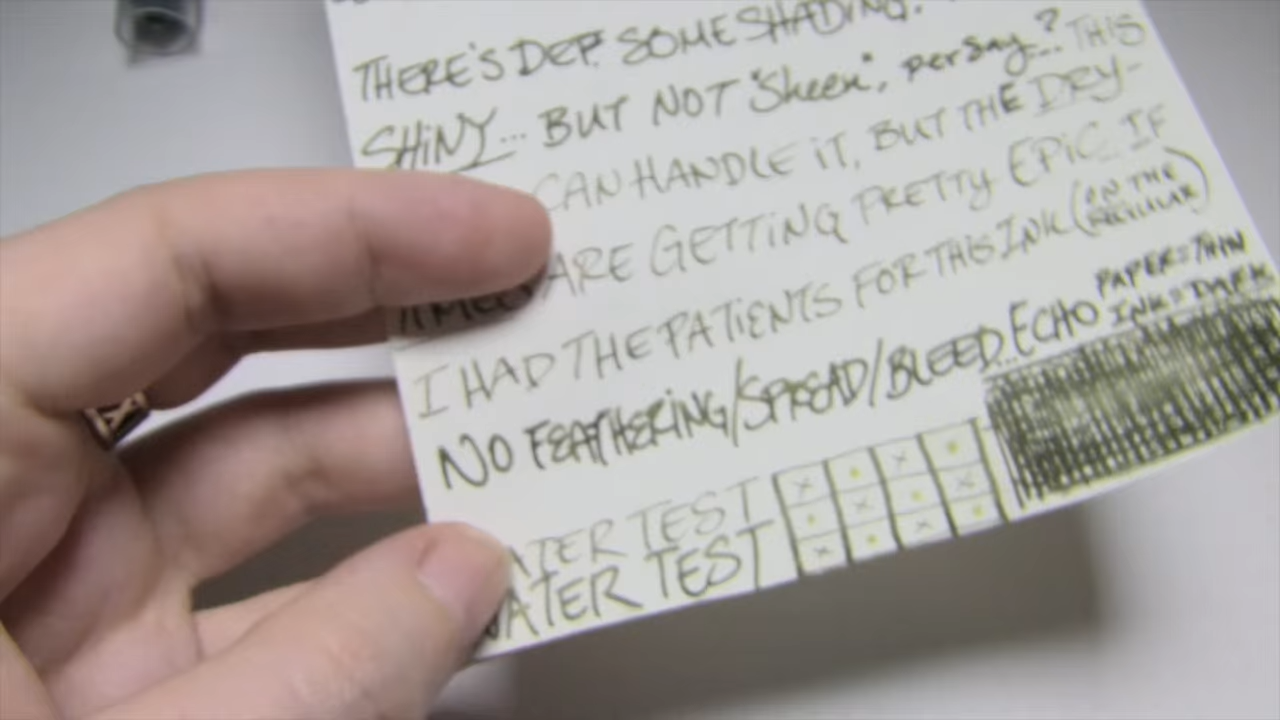 THERE'S DEF. SOME SHADING.
SHiNY... BUT NOT "Sheen", per say..? THIS
CAN HANDLE iT, BUT THE DRY-
ARE GETTiNG PRETTY EPiC. IF
I HAD THE PATiENTS FOR THIS INK (ON THE REGULAR)
NO FEATHERING/SPREAD/BLEED...ECHO PAPER=THIN
INK=DARK
WATER TEST
WATER TEST